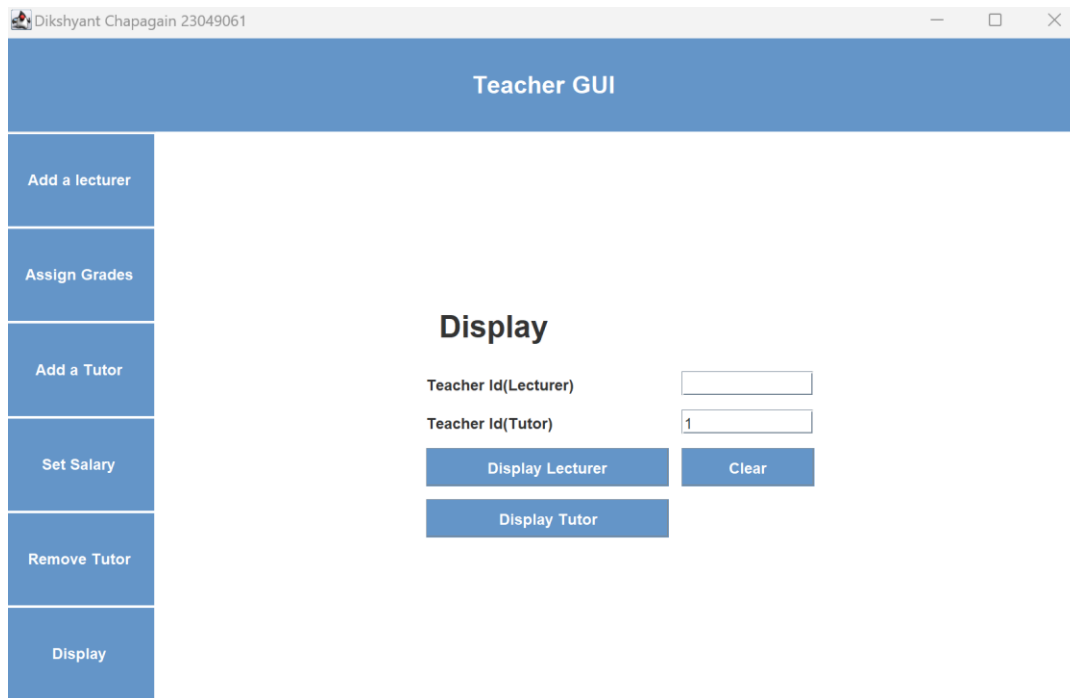 Dikshyant Chapagain 23049061
Teacher GUI
Add a lecturer
Assign Grades
Add a Tutor
Set Salary
Remove Tutor
Display
Display
Teacher Id(Lecturer)
Teacher Id(Tutor) 1
Display Lecturer Clear
Display Tutor